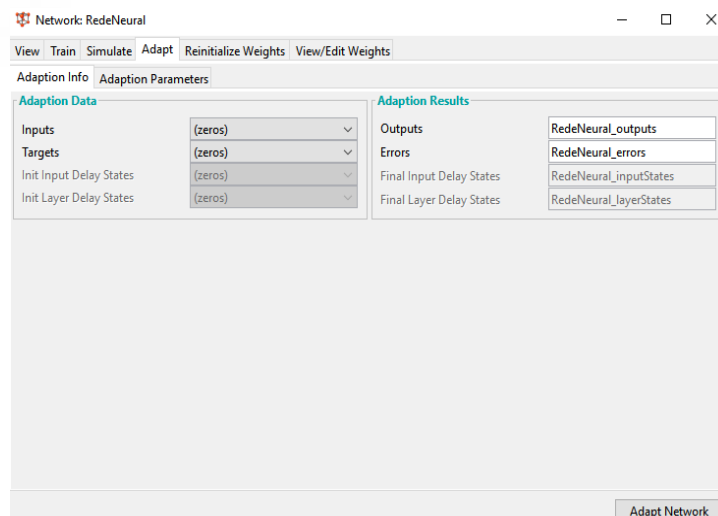 Network: RedeNeural
View Train Simulate Adapt Reinitialize Weights View/Edit Weights
Adaption Info Adaption Parameters
Adaption Data
Inputs (zeros)
Targets (zeros)
Init Input Delay States (zeros)
Init Layer Delay States (zeros)
Adaption Results
Outputs RedeNeural_outputs
Errors RedeNeural_errors
Final Input Delay States RedeNeural_inputStates
Final Layer Delay States RedeNeural_layerStates
Adapt Network